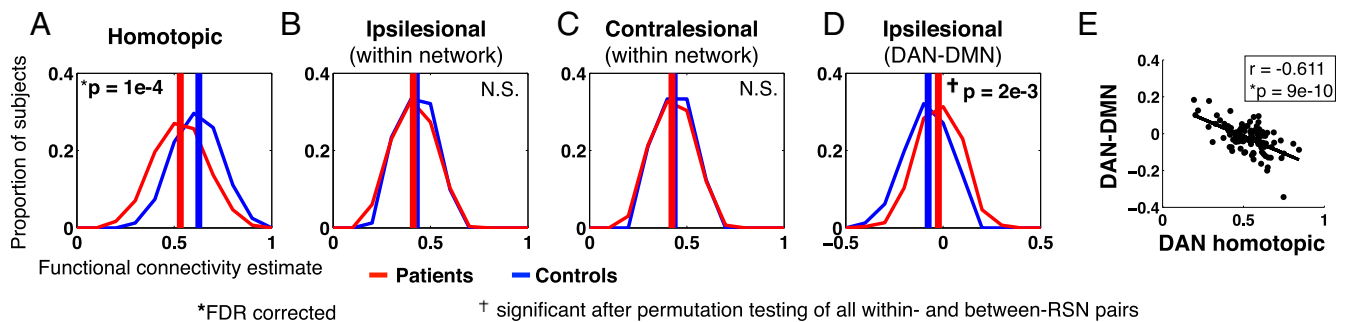 A
Homotopic
B
Ipsilesional
(within network)
C
Contralesional
(within network)
D
Ipsilesional
(DAN-DMN)
E
Proportion of subjects
0.4
0.2
0
*p = 1e-4
0
0.5
1
0.4
0.2
0
N.S.
0
0.5
1
0.4
0.2
0
N.S.
0
0.5
1
0.4
0.2
0
† p = 2e-3
−0.5
0
0.5
DAN-DMN
0.4
0.2
0
−0.2
−0.4
r = -0.611
*p = 9e-10
0
0.5
1
DAN homotopic
Functional connectivity estimate
Patients
Controls
*FDR corrected
† significant after permutation testing of all within- and between-RSN pairs